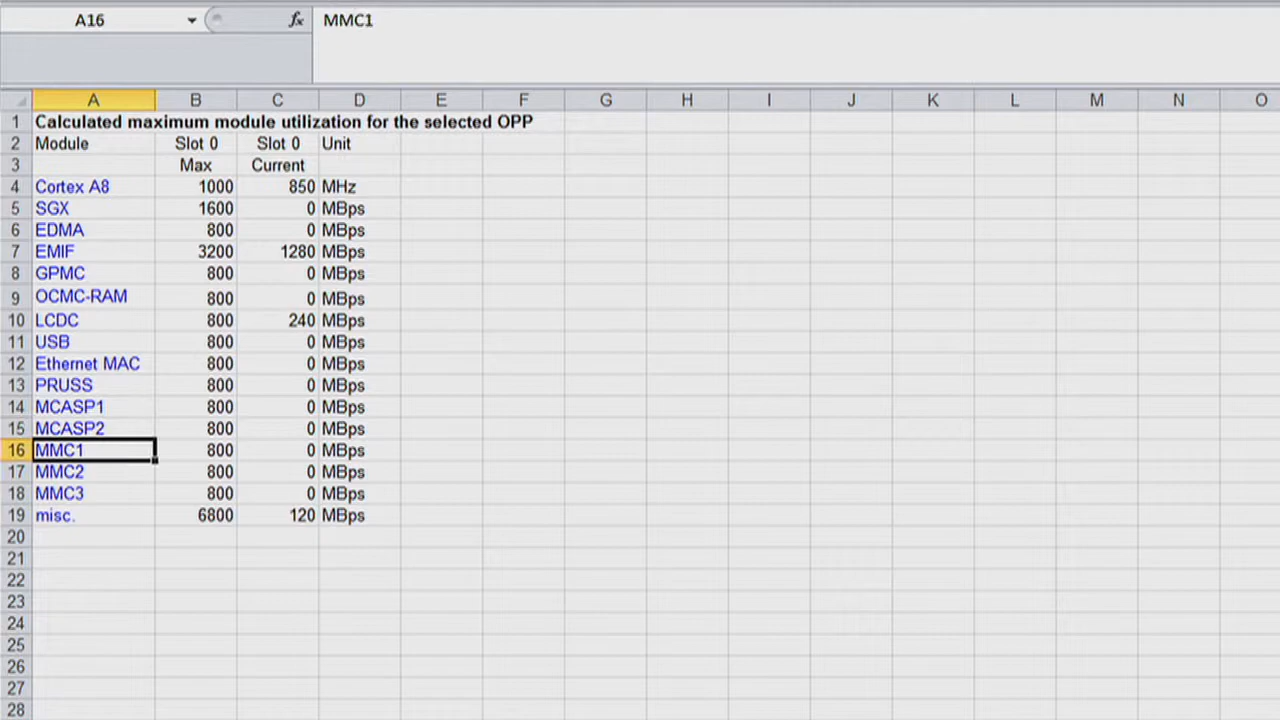 A16 fx MMC1
A B C D E F G H I J K L M N O
1 Calculated maximum module utilization for the selected OPP
2 Module Slot 0 Slot 0 Unit
3 Max Current
4 Cortex A8 1000 850 MHz
5 SGX 1600 0 MBps
6 EDMA 800 0 MBps
7 EMIF 3200 1280 MBps
8 GPMC 800 0 MBps
9 OCMC-RAM 800 0 MBps
10 LCDC 800 240 MBps
11 USB 800 0 MBps
12 Ethernet MAC 800 0 MBps
13 PRUSS 800 0 MBps
14 MCASP1 800 0 MBps
15 MCASP2 800 0 MBps
16 MMC1 800 0 MBps
17 MMC2 800 0 MBps
18 MMC3 800 0 MBps
19 misc. 6800 120 MBps
20
21
22
23
24
25
26
27
28